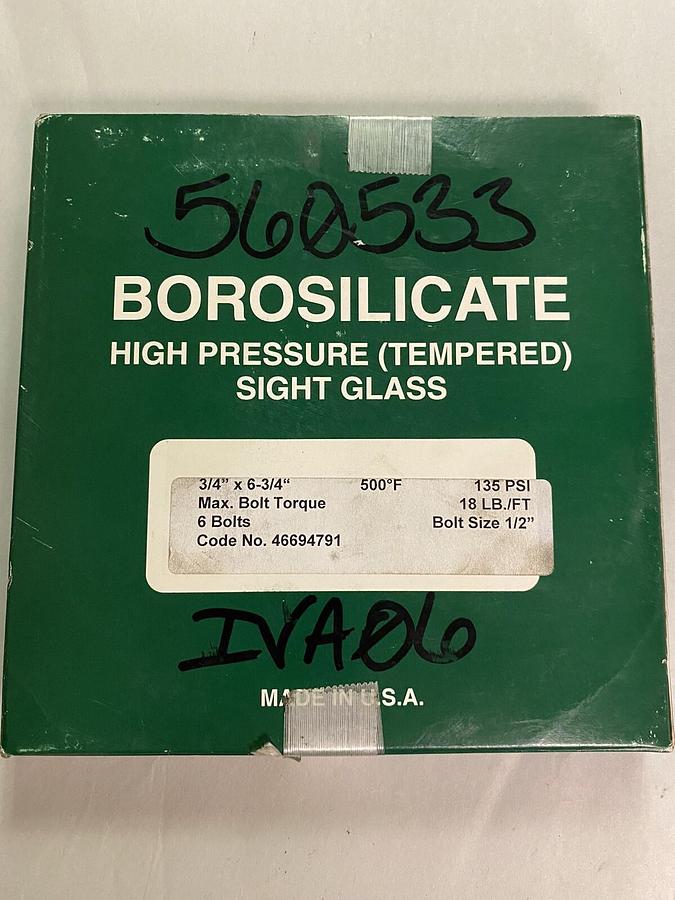 560533
BOROSILICATE
HIGH PRESSURE (TEMPERED)
SIGHT GLASS
3/4” x 6-3/4“ 500°F 135 PSI
Max. Bolt Torque 18 LB./FT
6 Bolts Bolt Size 1/2”
Code No. 46694791
IVA06
MADE IN U.S.A.